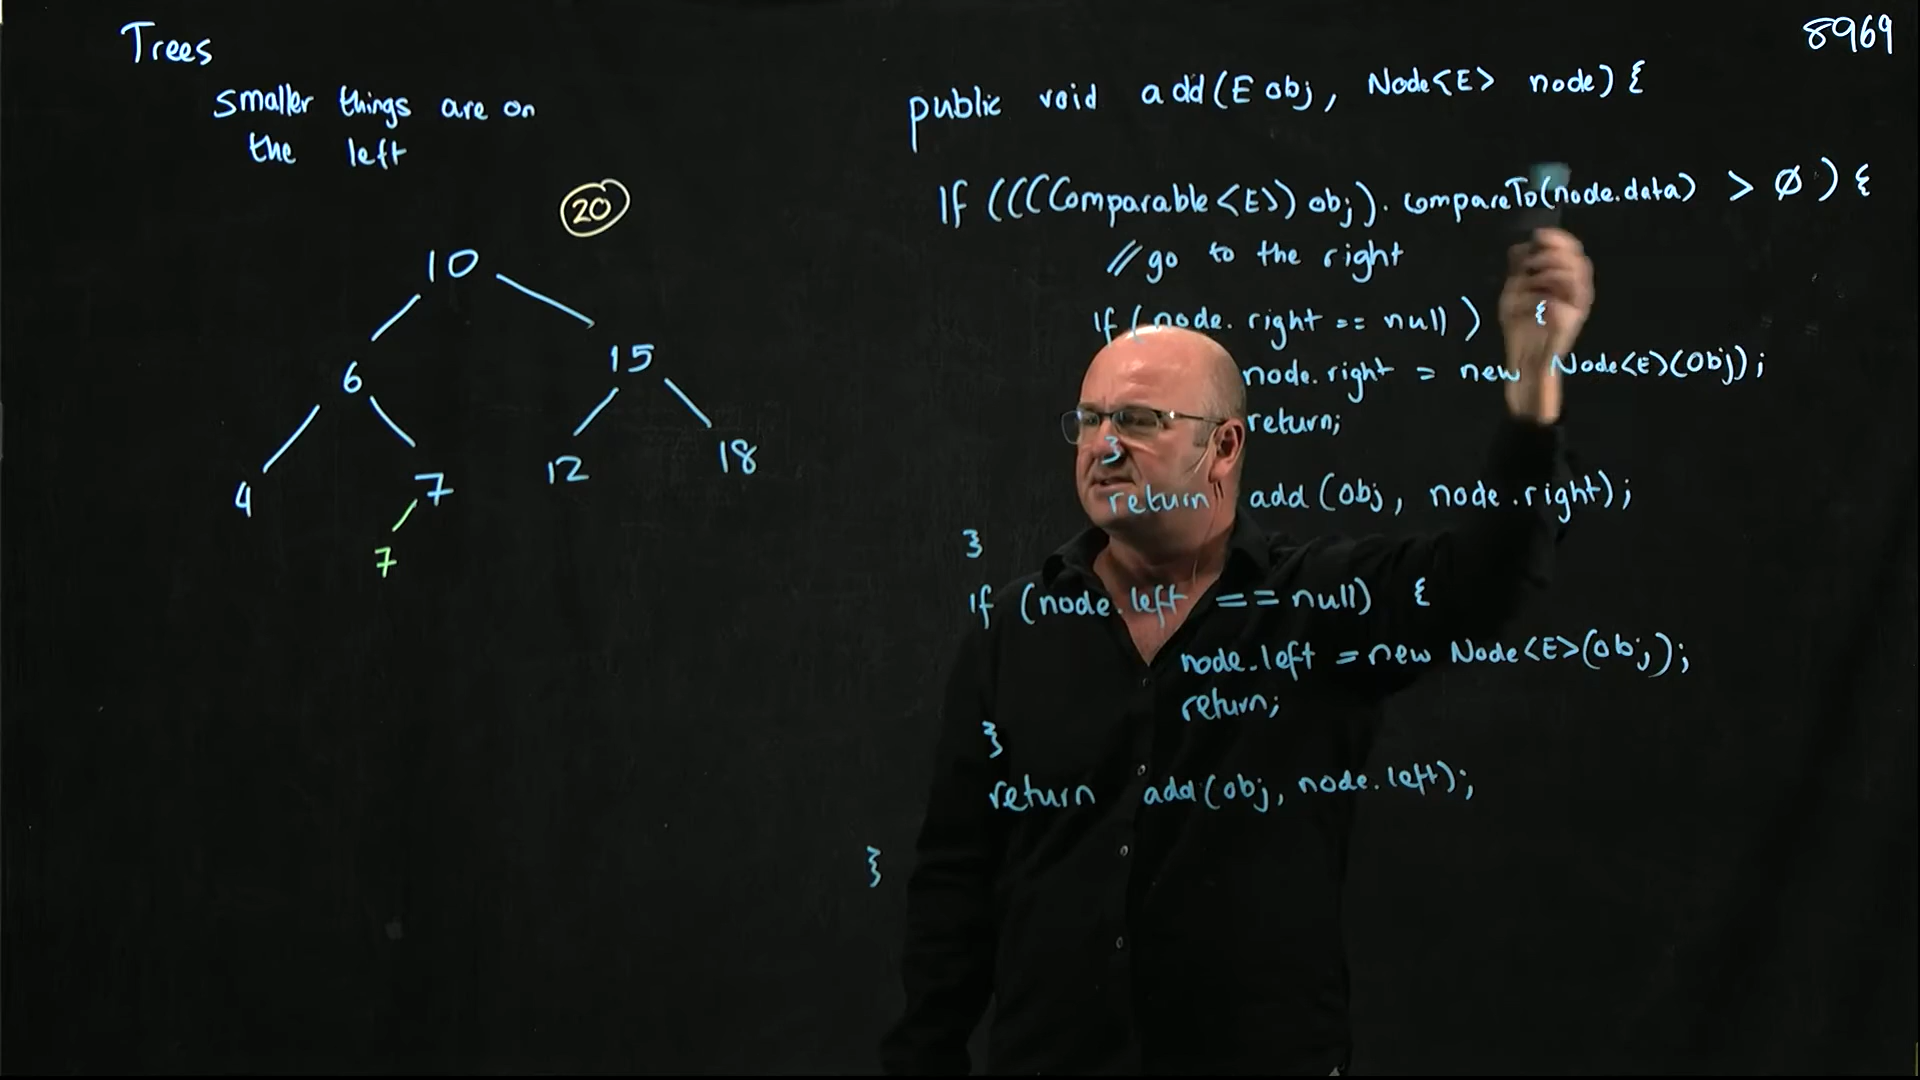 Trees
smaller things are on
the left
20
10
6
15
4
7
12
18
7
8969
public void add(E obj, Node<E> node){
If (((Comparable<E>) obj). compareTo(node.data) > 0 ) {
// go to the right
if (node. right == null) {
node.right = new Node<E>(obj);
return;
}
return add (obj, node.right);
}
if (node.left == null) {
node.left = new Node<E>(obj);
return;
}
return add(obj, node.left);
}